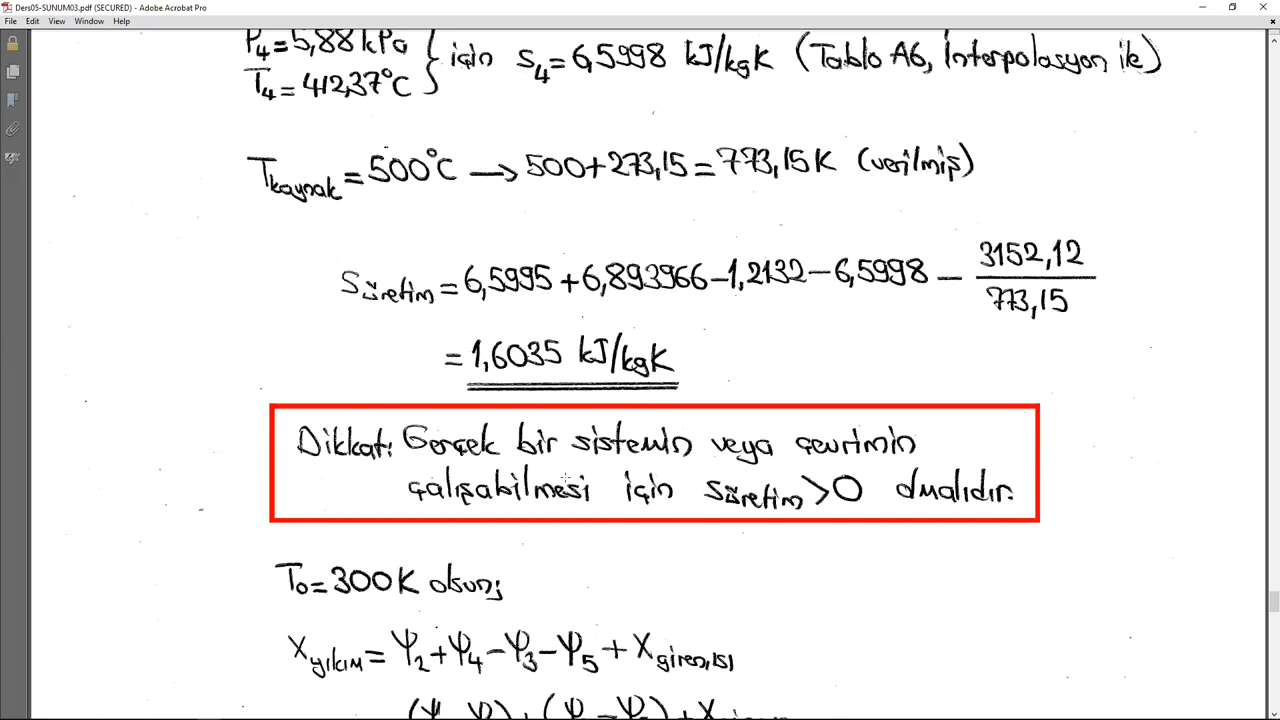 Ders05-SUNUM03.pdf (SECURED) - Adobe Acrobat Pro
File Edit View Window Help
P4=5,88 kPa
T4= 412,37°C } için s4=6,5998 kJ/kgK (Tablo A6, İnterpolasyon ile)
Tkaynak=500°C → 500+273,15=773,15K (verilmiş)
Süretim=6,5995+6,893966-1,2132-6,5998 - 3152,12/773,15
=1,6035 kJ/kgK
Dikkat: Gerçek bir sistemin veya çevrimin
çalışabilmesi için Süretim>0 olmalıdır.
T0=300K olsun;
Xyıkım=Ψ2+Ψ4-Ψ3-Ψ5+Xgiren,ısı